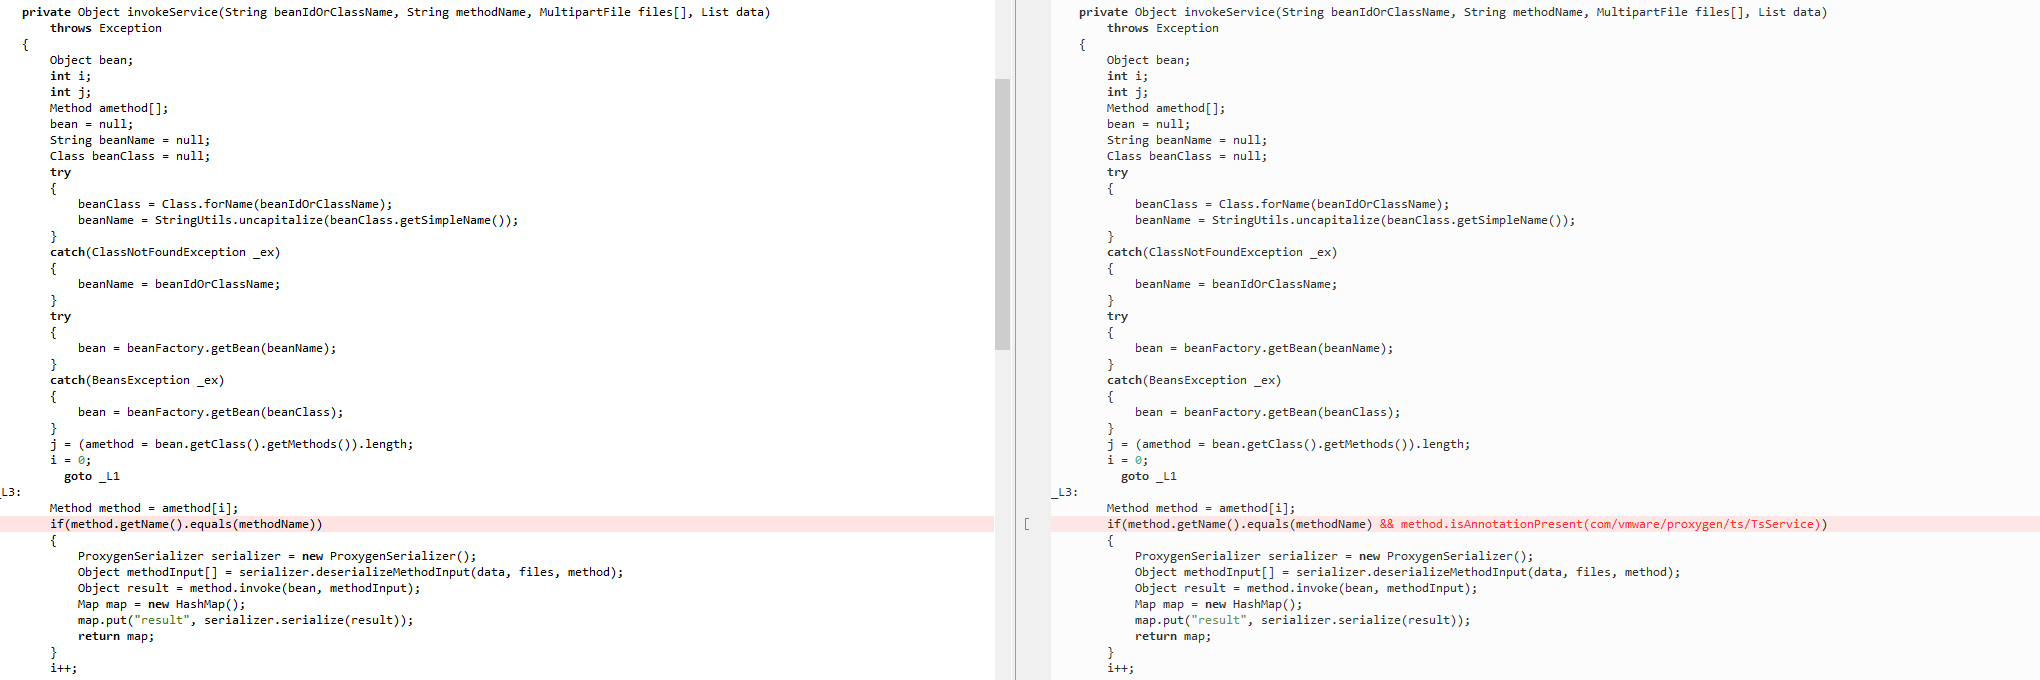 private Object invokeService(String beanIdOrClassName, String methodName, MultipartFile files[], List data)
throws Exception
{
Object bean;
int i;
int j;
Method amethod[];
bean = null;
String beanName = null;
Class beanClass = null;
try
{
beanClass = Class.forName(beanIdOrClassName);
beanName = StringUtils.uncapitalize(beanClass.getSimpleName());
}
catch(ClassNotFoundException _ex)
{
beanName = beanIdOrClassName;
}
try
{
bean = beanFactory.getBean(beanName);
}
catch(BeansException _ex)
{
bean = beanFactory.getBean(beanClass);
}
j = (amethod = bean.getClass().getMethods()).length;
i = 0;
goto _L1
L3:
Method method = amethod[i];
if(method.getName().equals(methodName))
{
ProxygenSerializer serializer = new ProxygenSerializer();
Object methodInput[] = serializer.deserializeMethodInput(data, files, method);
Object result = method.invoke(bean, methodInput);
Map map = new HashMap();
map.put("result", serializer.serialize(result));
return map;
}
i++;
private Object invokeService(String beanIdOrClassName, String methodName, MultipartFile files[], List data)
throws Exception
{
Object bean;
int i;
int j;
Method amethod[];
bean = null;
String beanName = null;
Class beanClass = null;
try
{
beanClass = Class.forName(beanIdOrClassName);
beanName = StringUtils.uncapitalize(beanClass.getSimpleName());
}
catch(ClassNotFoundException _ex)
{
beanName = beanIdOrClassName;
}
try
{
bean = beanFactory.getBean(beanName);
}
catch(BeansException _ex)
{
bean = beanFactory.getBean(beanClass);
}
j = (amethod = bean.getClass().getMethods()).length;
i = 0;
goto _L1
_L3:
Method method = amethod[i];
if(method.getName().equals(methodName) && method.isAnnotationPresent(com/vmware/proxygen/ts/TsService))
{
ProxygenSerializer serializer = new ProxygenSerializer();
Object methodInput[] = serializer.deserializeMethodInput(data, files, method);
Object result = method.invoke(bean, methodInput);
Map map = new HashMap();
map.put("result", serializer.serialize(result));
return map;
}
i++;